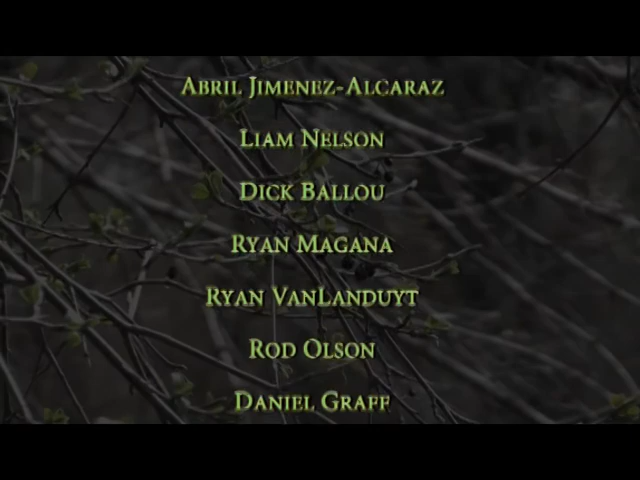 Abril Jimenez-Alcaraz
Liam Nelson
Dick Ballou
Ryan Magana
Ryan VanLanduyt
Rod Olson
Daniel Graff